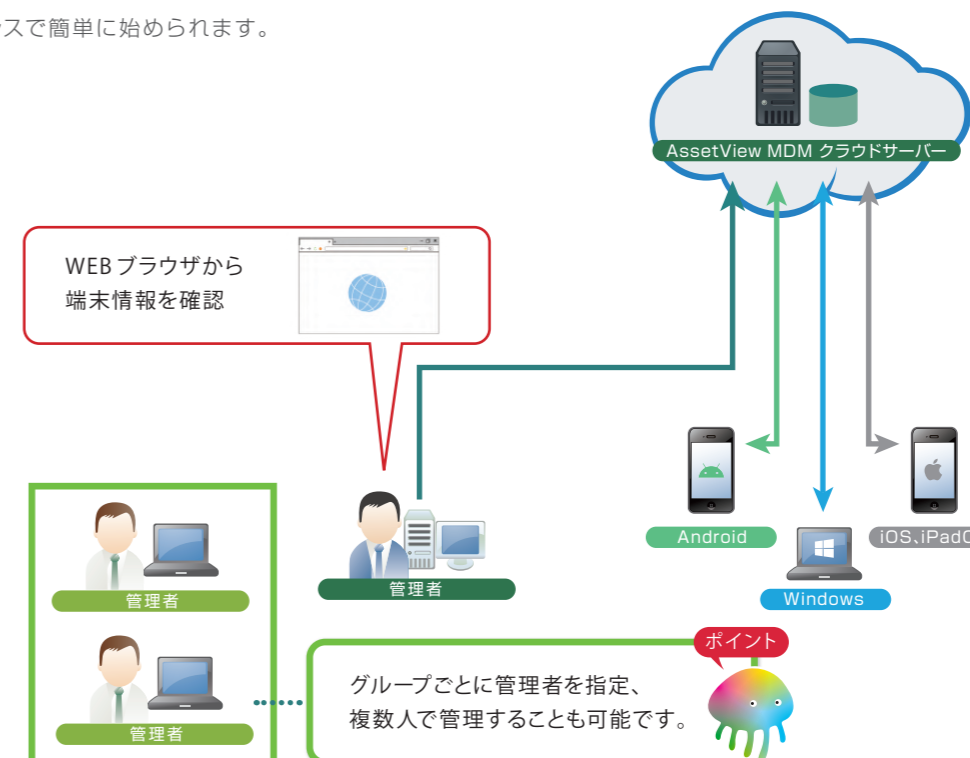 スで簡単に始められます。
AssetView MDM クラウドサーバー
WEB ブラウザから
端末情報を確認
Android
iOS、iPadO
Windows
管理者
管理者
管理者
ポイント
グループごとに管理者を指定、
複数人で管理することも可能です。